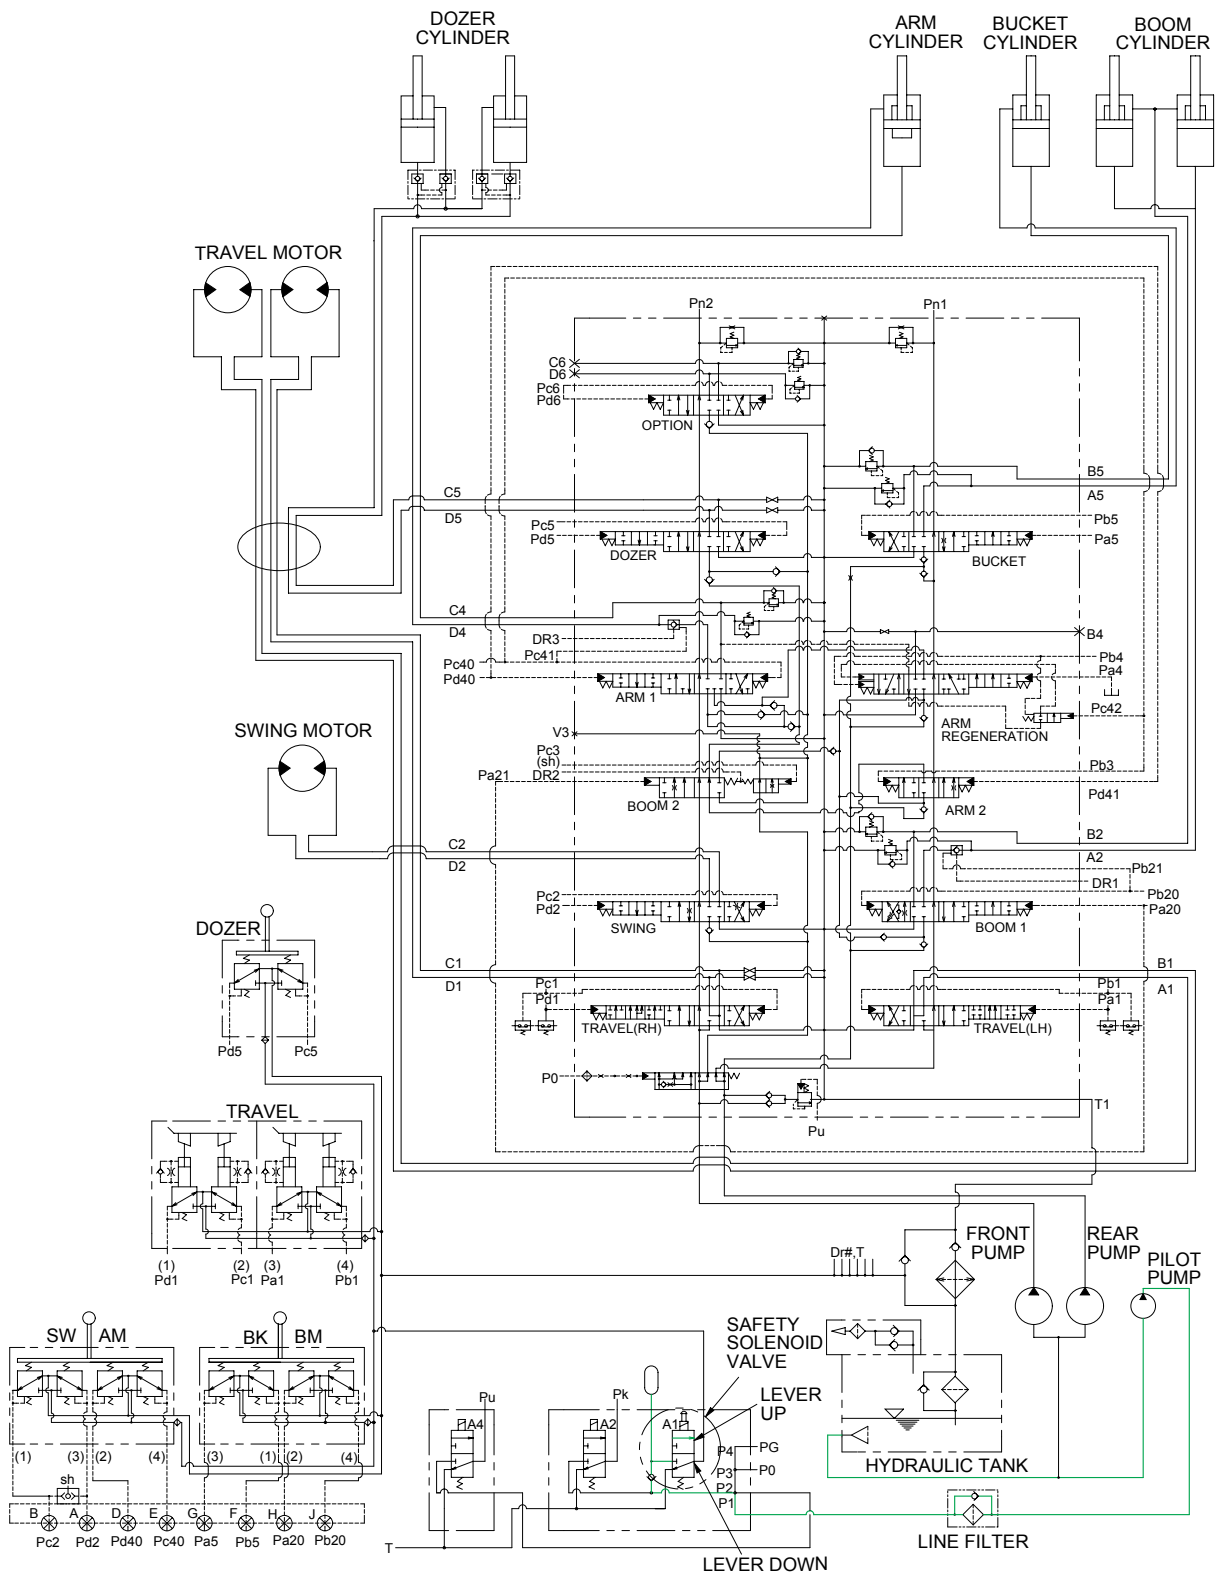 DOZER
CYLINDER
ARM
CYLINDER
BUCKET
CYLINDER
BOOM
CYLINDER
TRAVEL MOTOR
Pn2
Pn1
C6
D6
Pc6
Pd6
OPTION
C5
D5
B5
A5
Pc5
Pd5
DOZER
Pb5
Pa5
BUCKET
C4
D4
DR3
Pc41
B4
Pc40
Pd40
ARM 1
Pb4
Pa4
Pc42
ARM
REGENERATION
SWING MOTOR
V3
Pc3
(sh)
DR2
Pa21
BOOM 2
Pb3
Pd41
ARM 2
C2
D2
B2
A2
Pb21
DR1
Pc2
Pd2
SWING
Pb20
Pa20
BOOM 1
DOZER
Pd5
Pc5
C1
D1
B1
A1
Pc1
Pd1
TRAVEL(RH)
Pb1
Pa1
TRAVEL(LH)
P0
Pu
T1
TRAVEL
(1)
Pd1
(2)
Pc1
(3)
Pa1
(4)
Pb1
Dr#,T
FRONT
PUMP
REAR
PUMP
PILOT
PUMP
SW
AM
BK
BM
SAFETY
SOLENOID
VALVE
LEVER
UP
Pu
Pk
A4
A2
A1
P4
P3
P2
P1
PG
P0
HYDRAULIC TANK
(1)
(3)
(2)
(4)
(3)
(1)
(2)
(4)
sh
B
A
D
E
G
F
H
J
Pc2
Pd2
Pd40
Pc40
Pa5
Pb5
Pa20
Pb20
T
LINE FILTER
LEVER DOWN